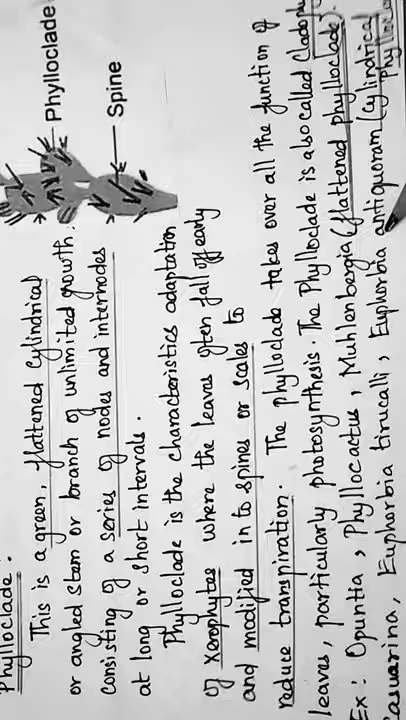 Phylloclade :
This is a green, flattened cylindrical
or angled stem or branch of unlimited growth.
Consisting of a series of nodes and internodes
at long or short intervals.
Phylloclade
Spine
Phylloclade is the characteristics adaptation
of xerophytes where the leaves often fall off early
and modified in to spines or scales to
reduce transpiration. The phylloclade takes over all the function of
leaves, particularly photosynthesis. The Phylloclade is also called
Ex : Opuntia, Phyllocactus, Muhlenbergia (flattened phylloclade)
Casuarina, Euphorbia tirucalli, Euphorbia antiquoram (Cylindrical